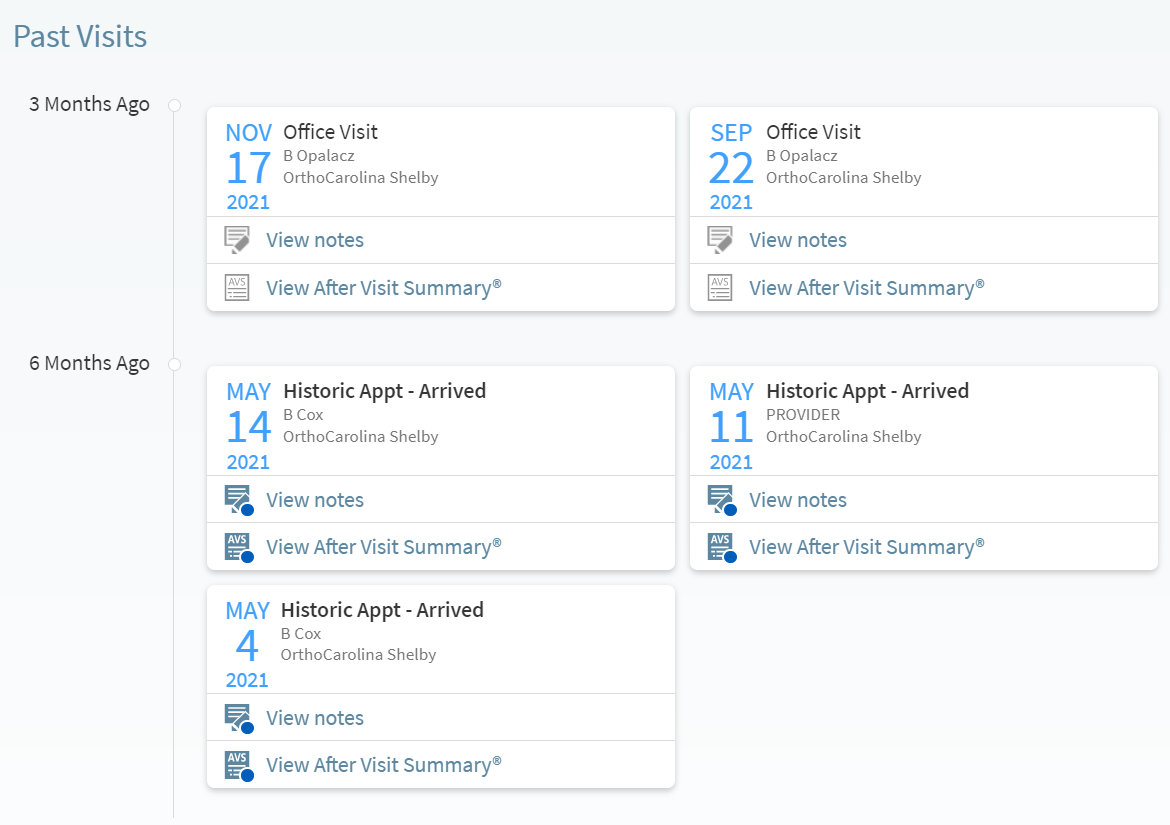 Past Visits
3 Months Ago
NOV
17
2021
Office Visit
B Opalacz
OrthoCarolina Shelby
View notes
AVS
View After Visit Summary®
SEP
22
2021
Office Visit
B Opalacz
OrthoCarolina Shelby
View notes
AVS
View After Visit Summary®
6 Months Ago
MAY
14
2021
Historic Appt - Arrived
B Cox
OrthoCarolina Shelby
View notes
AVS
View After Visit Summary®
MAY
11
2021
Historic Appt - Arrived
PROVIDER
OrthoCarolina Shelby
View notes
AVS
View After Visit Summary®
MAY
4
2021
Historic Appt - Arrived
B Cox
OrthoCarolina Shelby
View notes
AVS
View After Visit Summary®